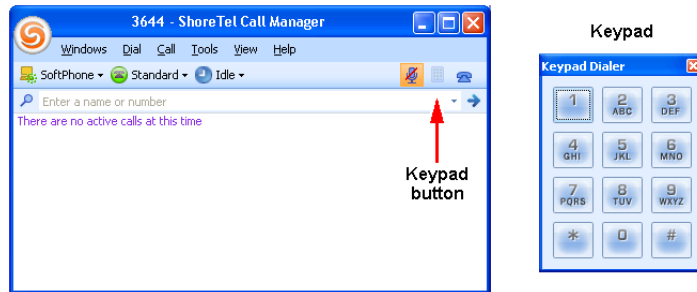 3644 - ShoreTel Call Manager
Windows Dial Call Tools View Help
SoftPhone Standard Idle
Enter a name or number
There are no active calls at this time
Keypad
button
Keypad
Keypad Dialer
1 2 3
ABC DEF
4 5 6
GHI JKL MNO
7 8 9
PQRS TUV WXYZ
* 0 #